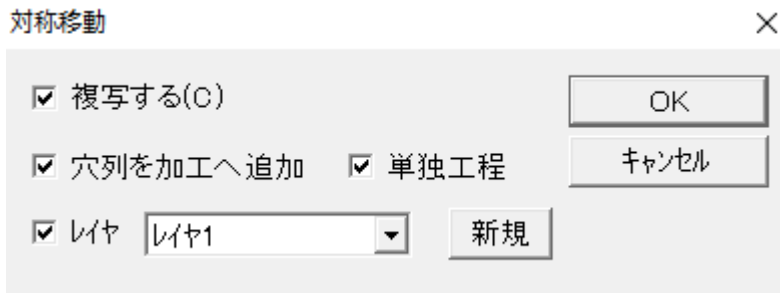 対称移動
複写する(C)
OK
穴列を加工へ追加 単独工程
キャンセル
レイヤ レイヤ1 新規